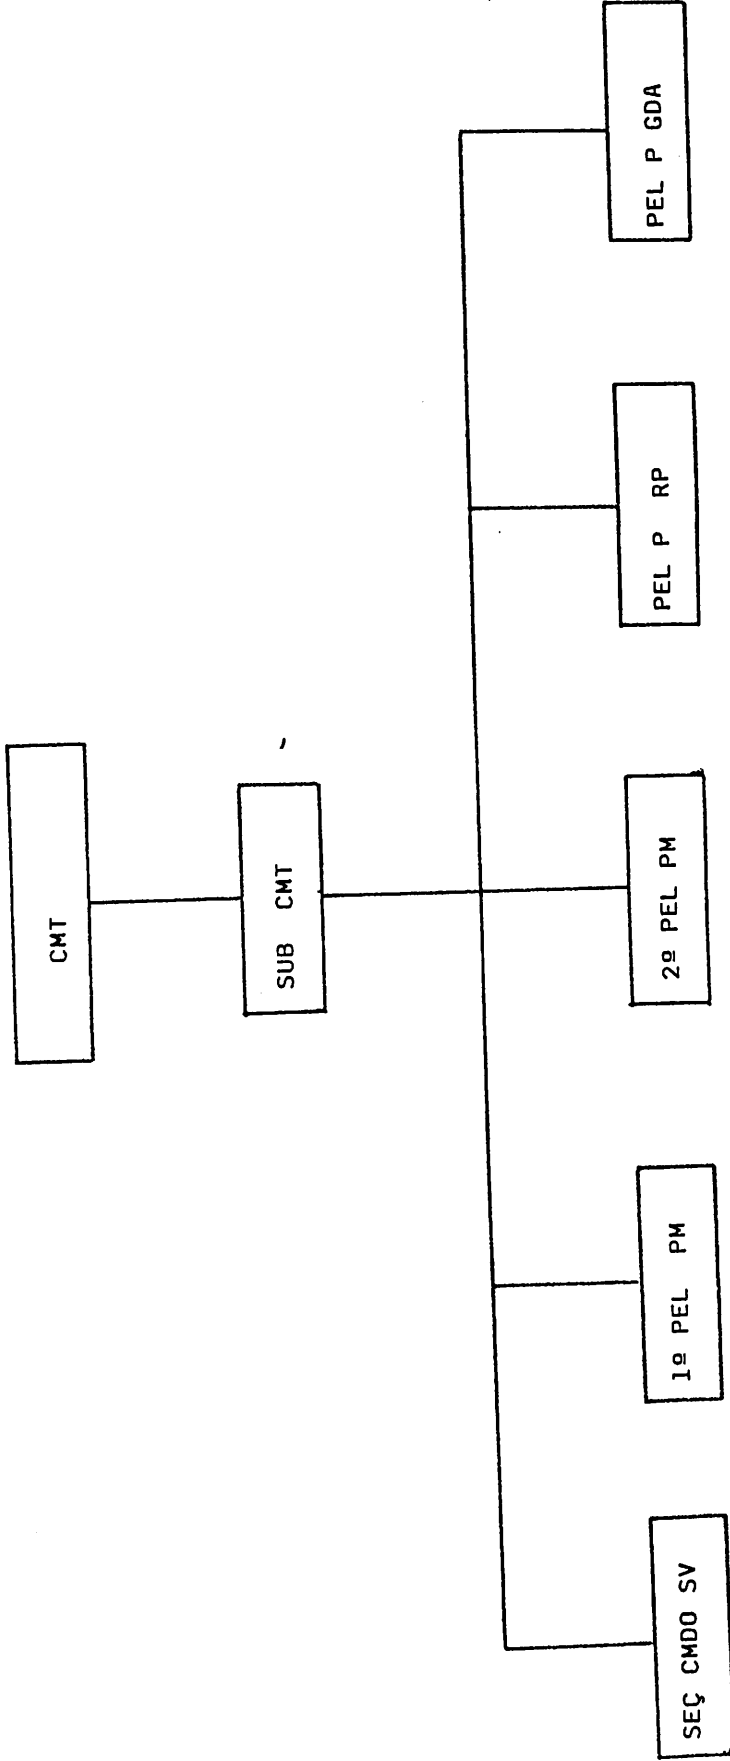 CMT
SUB CMT
SEÇ CMDO SV
1º PEL PM
2º PEL PM
PEL P RP
PEL P GDA